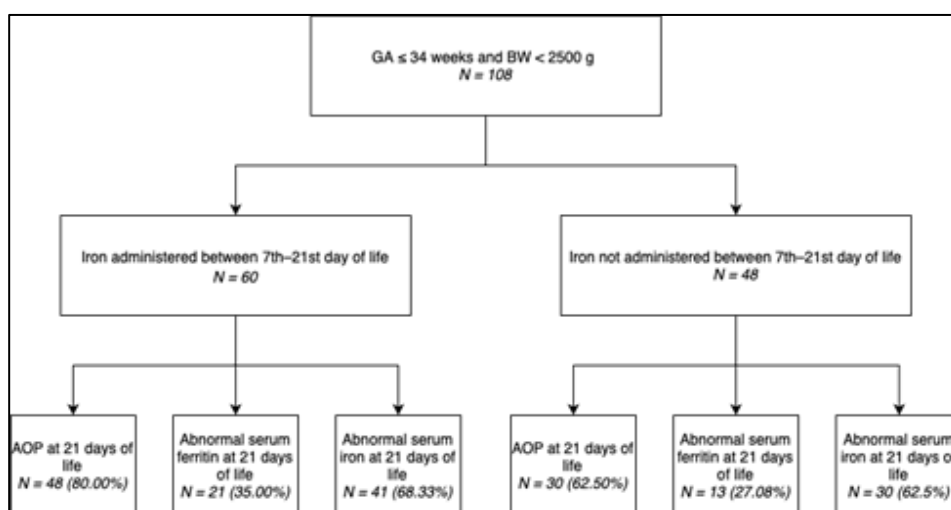 GA ≤ 34 weeks and BW < 2500 g
N = 108
Iron administered between 7th–21st day of life
N = 60
Iron not administered between 7th–21st day of life
N = 48
AOP at 21 days of
life
N = 48 (80.00%)
Abnormal serum
ferritin at 21 days
of life
N = 21 (35.00%)
Abnormal serum
iron at 21 days of
life
N = 41 (68.33%)
AOP at 21 days of
life
N = 30 (62.50%)
Abnormal serum
ferritin at 21 days
of life
N = 13 (27.08%)
Abnormal serum
iron at 21 days of
life
N = 30 (62.5%)